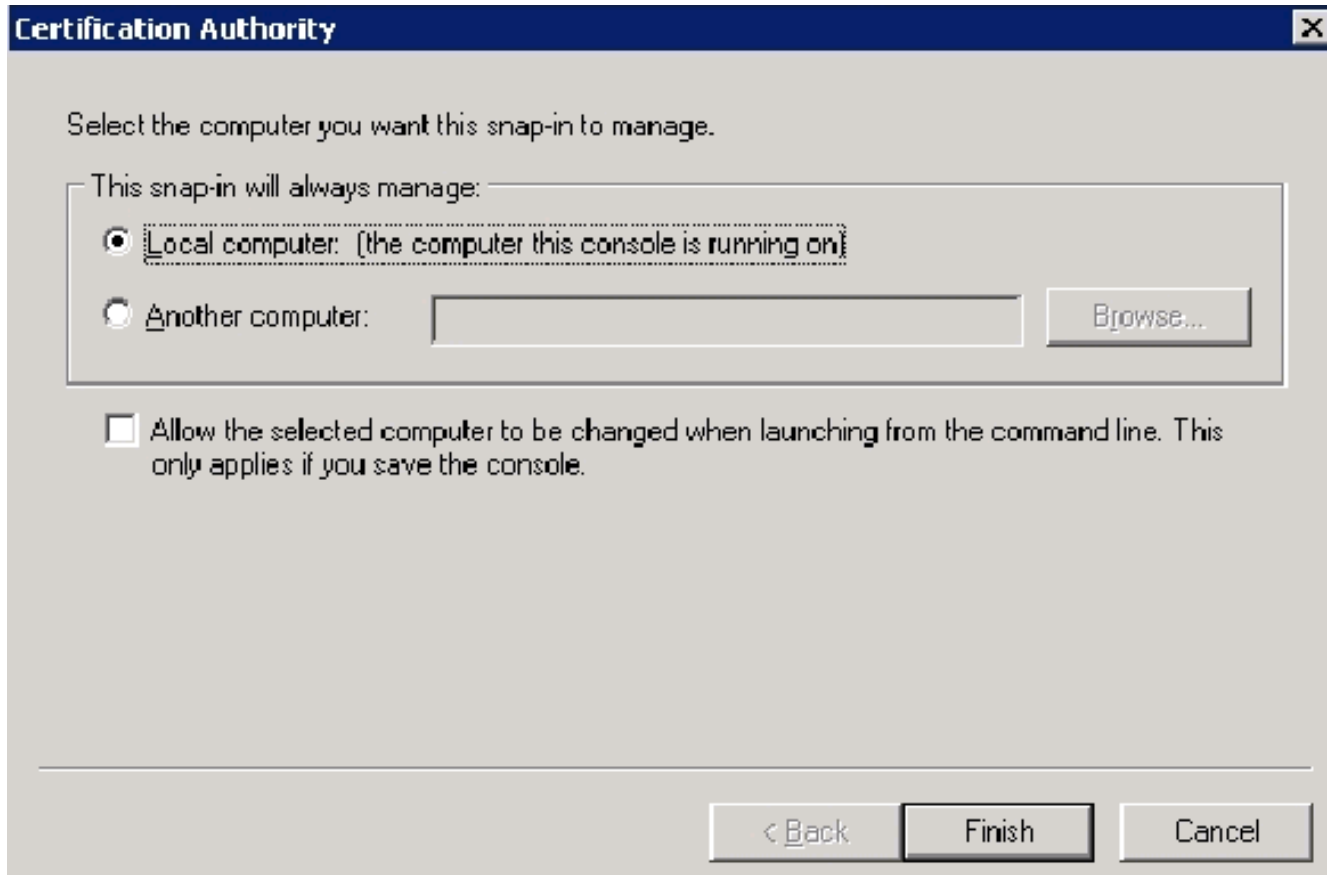 Certification Authority
Select the computer you want this snap-in to manage.
This snap-in will always manage:
Local computer: (the computer this console is running on)
Another computer:
Browse...
Allow the selected computer to be changed when launching from the command line. This
only applies if you save the console.
< Back
Finish
Cancel